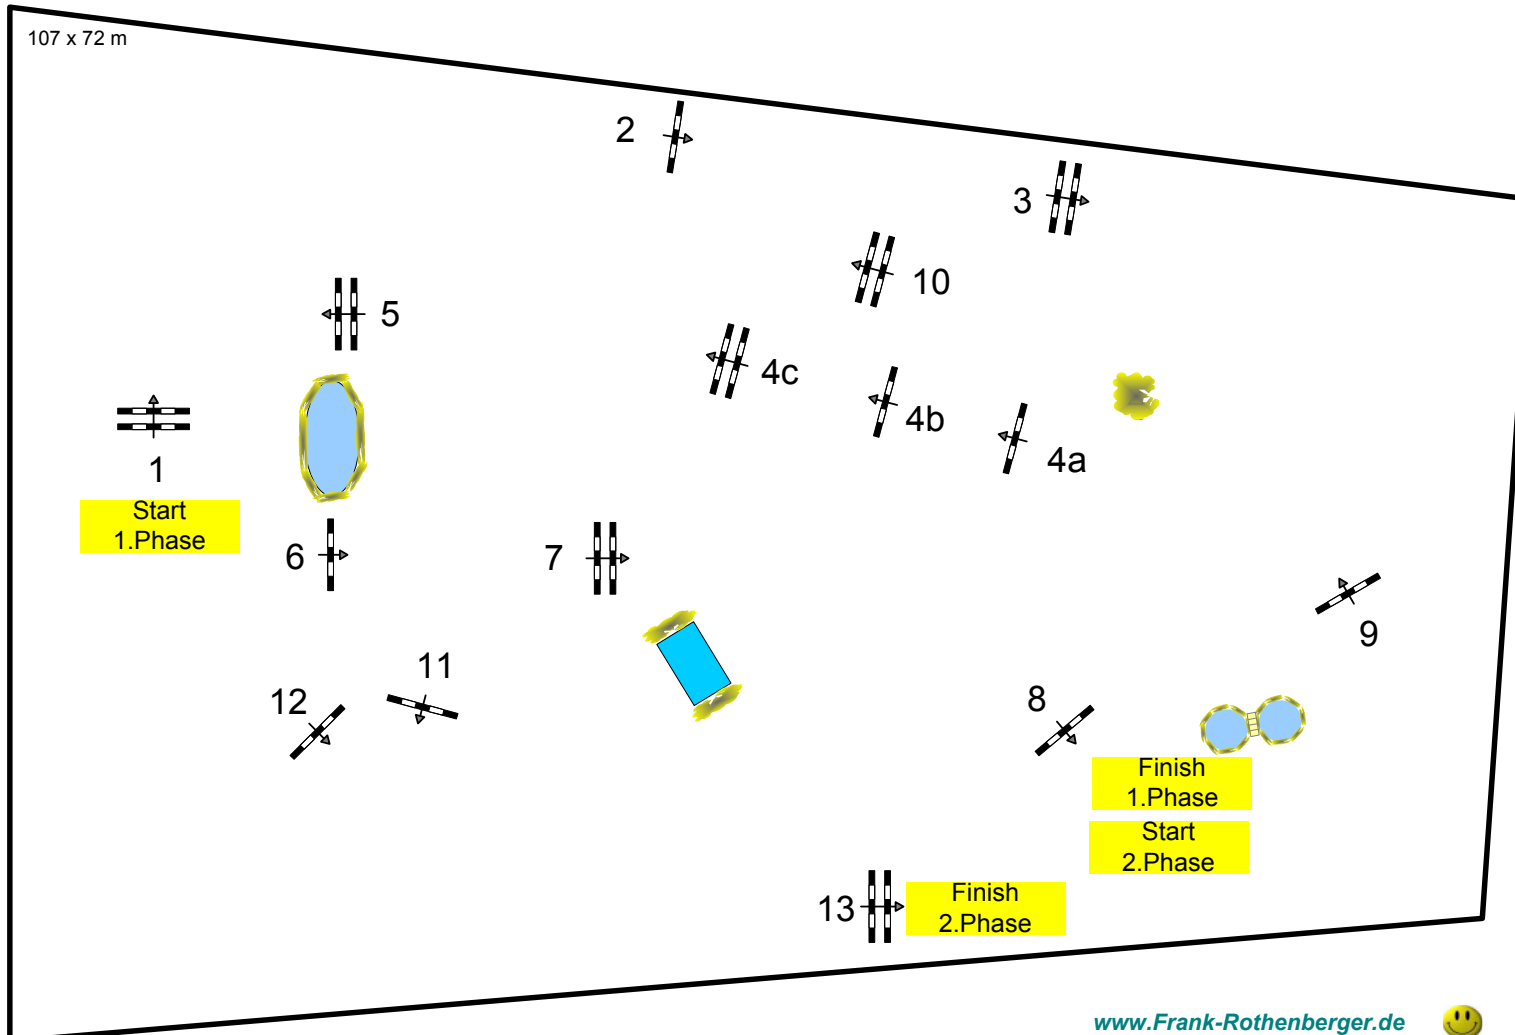 107 x 72 m
2
3
10
5
4c
4b
4a
1
Start
1.Phase
6
7
9
11
12
8
Finish
1.Phase
Start
2.Phase
13
Finish
2.Phase
www.Frank-Rothenberger.de